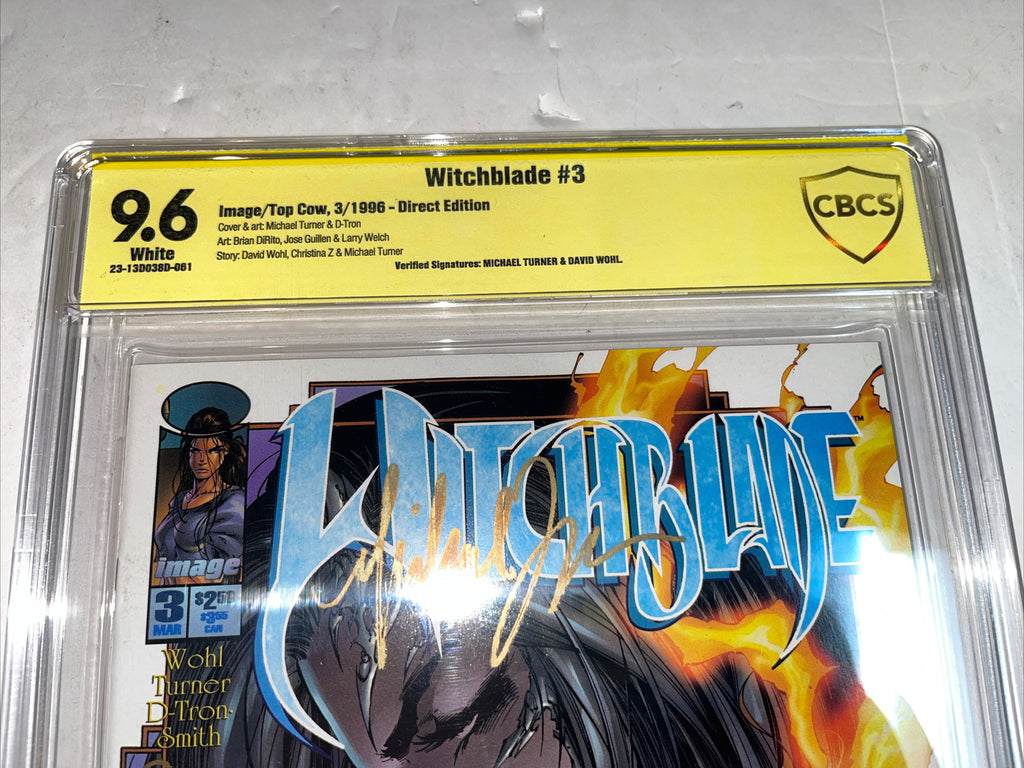 Witchblade #3
9.6
White
23-13D038D-061
Image/Top Cow, 3/1996 - Direct Edition
Cover & art: Michael Turner & D-Tron
Art: Brian DiRito, Jose Guillen & Larry Welch
Story: David Wohl, Christina Z & Michael Turner
Verified Signatures: MICHAEL TURNER & DAVID WOHL.
CBCS
WITCHBLADE™
image
3
MAR
$2.50
CAN
Wohl
Turner
D-Tron
Smith